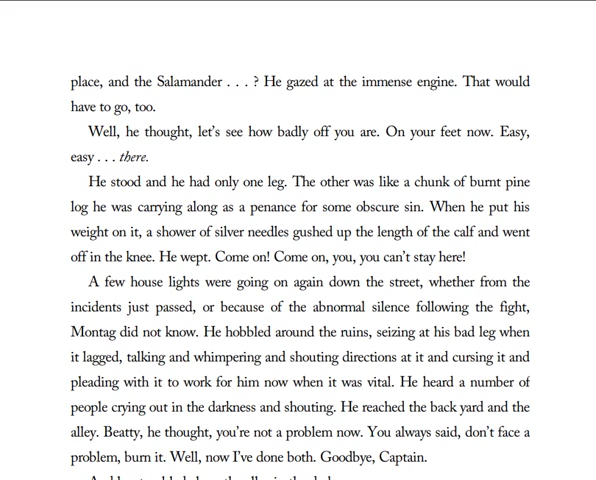 place, and the Salamander . . . ? He gazed at the immense engine. That would
have to go, too.
Well, he thought, let’s see how badly off you are. On your feet now. Easy,
easy . . . there.
He stood and he had only one leg. The other was like a chunk of burnt pine
log he was carrying along as a penance for some obscure sin. When he put his
weight on it, a shower of silver needles gushed up the length of the calf and went
off in the knee. He wept. Come on! Come on, you, you can’t stay here!
A few house lights were going on again down the street, whether from the
incidents just passed, or because of the abnormal silence following the fight,
Montag did not know. He hobbled around the ruins, seizing at his bad leg when
it lagged, talking and whimpering and shouting directions at it and cursing it and
pleading with it to work for him now when it was vital. He heard a number of
people crying out in the darkness and shouting. He reached the back yard and the
alley. Beatty, he thought, you’re not a problem now. You always said, don’t face a
problem, burn it. Well, now I’ve done both. Goodbye, Captain.